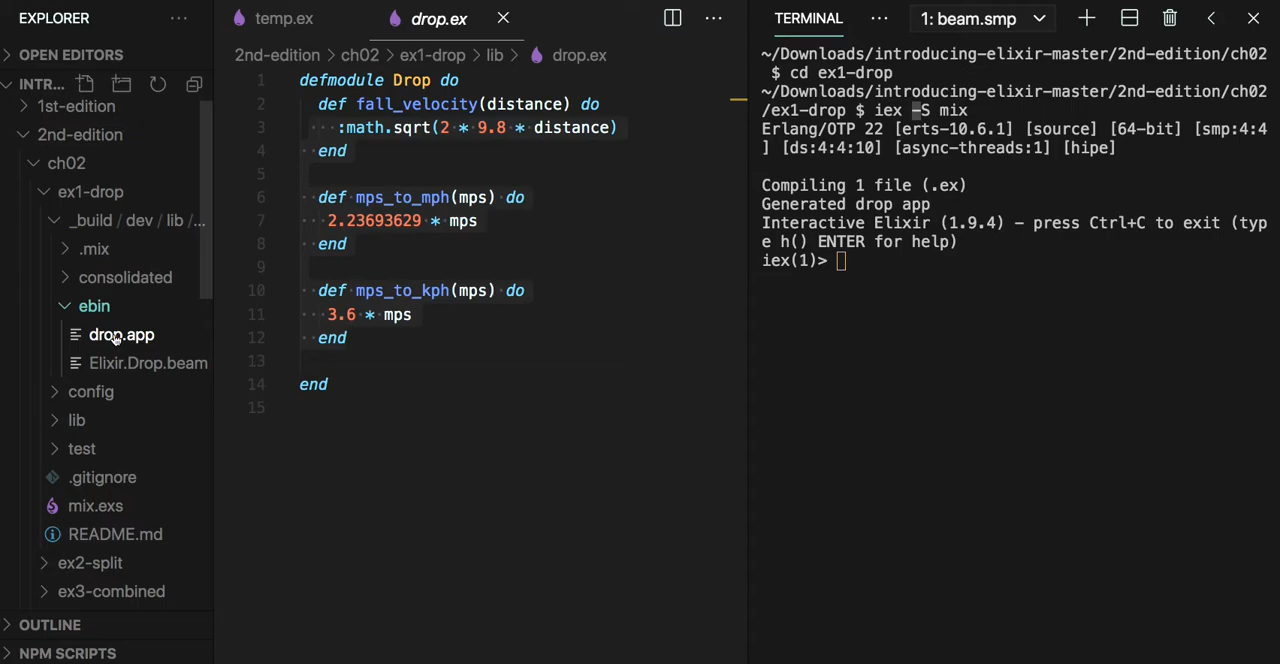 EXPLORER
OPEN EDITORS
INTR...
1st-edition
2nd-edition
ch02
ex1-drop
_build / dev / lib /...
.mix
consolidated
ebin
drop.app
Elixir.Drop.beam
config
lib
test
.gitignore
mix.exs
README.md
ex2-split
ex3-combined
OUTLINE
NPM SCRIPTS
temp.ex
drop.ex
2nd-edition > ch02 > ex1-drop > lib > drop.ex
1 defmodule Drop do
2 def fall_velocity(distance) do
3 :math.sqrt(2 * 9.8 * distance)
4 end
5
6 def mps_to_mph(mps) do
7 2.23693629 * mps
8 end
9
10 def mps_to_kph(mps) do
11 3.6 * mps
12 end
13
14 end
15
TERMINAL
1: beam.smp
~/Downloads/introducing-elixir-master/2nd-edition/ch02
$ cd ex1-drop
~/Downloads/introducing-elixir-master/2nd-edition/ch02
/ex1-drop $ iex -S mix
Erlang/OTP 22 [erts-10.6.1] [source] [64-bit] [smp:4:4
] [ds:4:4:10] [async-threads:1] [hipe]
Compiling 1 file (.ex)
Generated drop app
Interactive Elixir (1.9.4) - press Ctrl+C to exit (typ
e h() ENTER for help)
iex(1)>